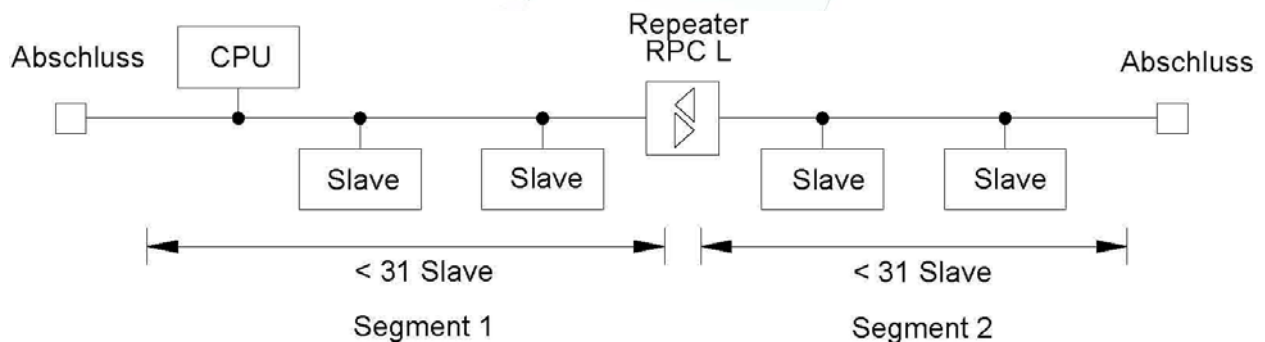 Repeater
RPC L
Abschluss
CPU
Abschluss
Slave
Slave
Slave
Slave
< 31 Slave
< 31 Slave
Segment 1
Segment 2